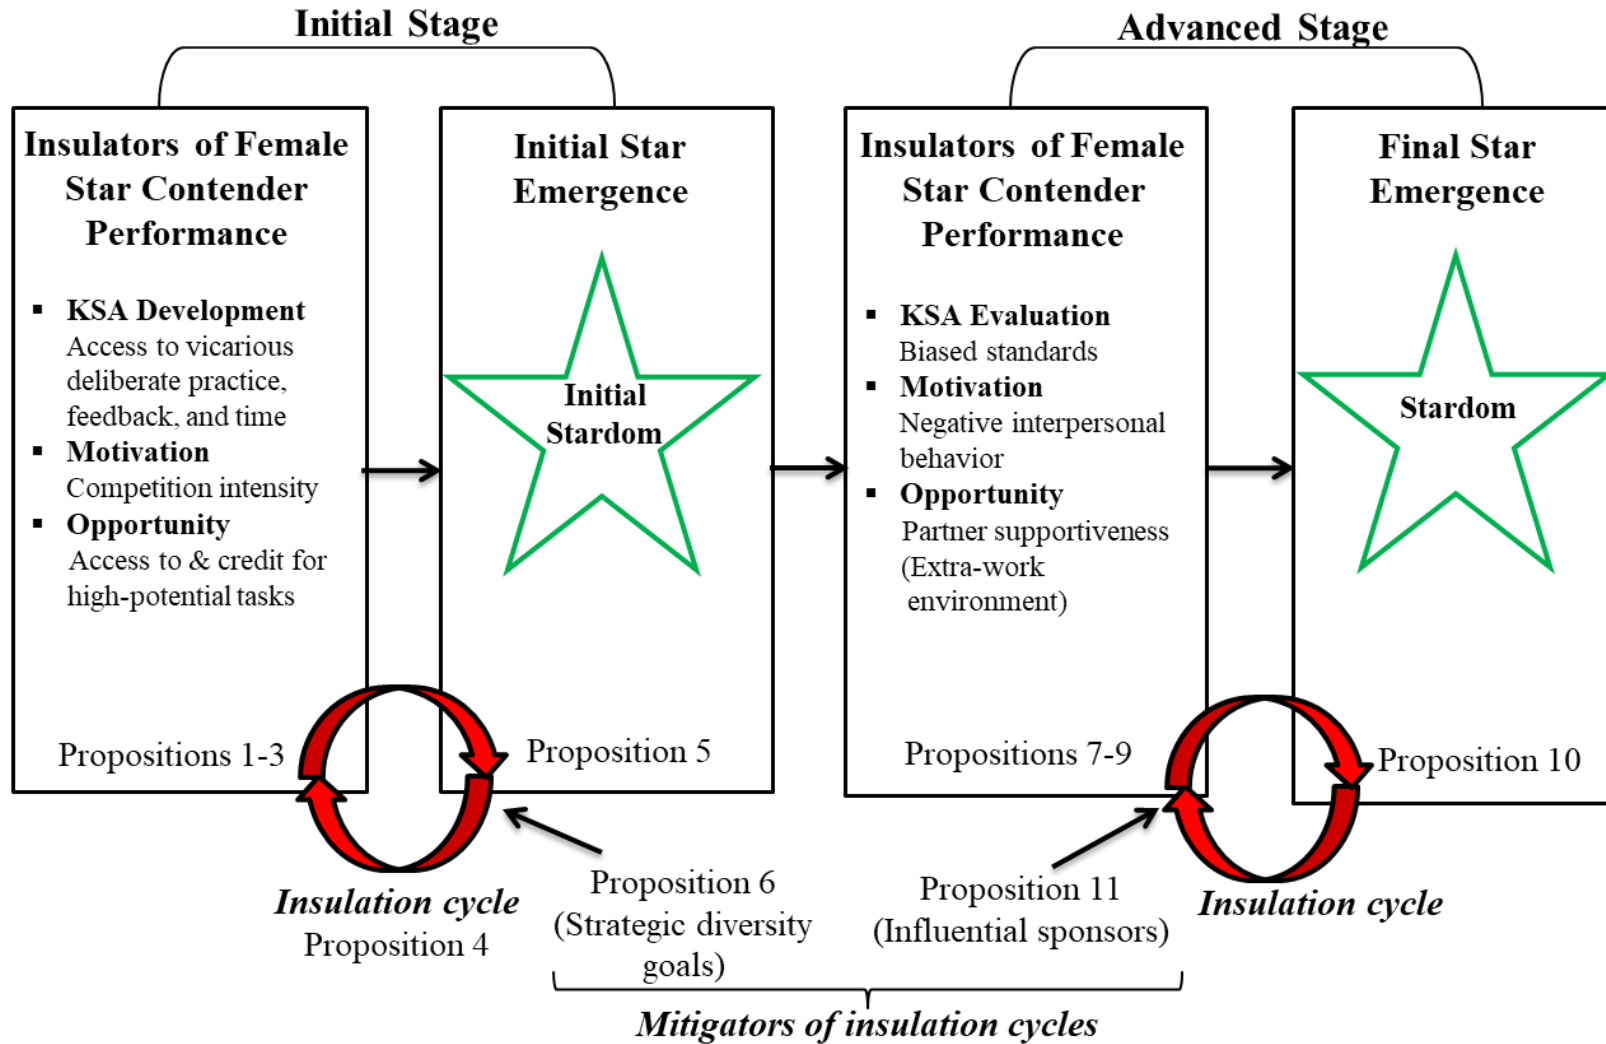 Initial Stage
Advanced Stage
Insulators of Female
Star Contender
Performance
▪ KSA Development
Access to vicarious
deliberate practice,
feedback, and time
▪ Motivation
Competition intensity
▪ Opportunity
Access to & credit for
high-potential tasks
Propositions 1-3
Initial Star
Emergence
Initial
Stardom
Proposition 5
Insulators of Female
Star Contender
Performance
▪ KSA Evaluation
Biased standards
▪ Motivation
Negative interpersonal
behavior
▪ Opportunity
Partner supportiveness
(Extra-work
environment)
Propositions 7-9
Final Star
Emergence
Stardom
Proposition 10
Insulation cycle
Proposition 4
Proposition 6
(Strategic diversity
goals)
Proposition 11
(Influential sponsors)
Insulation cycle
Mitigators of insulation cycles